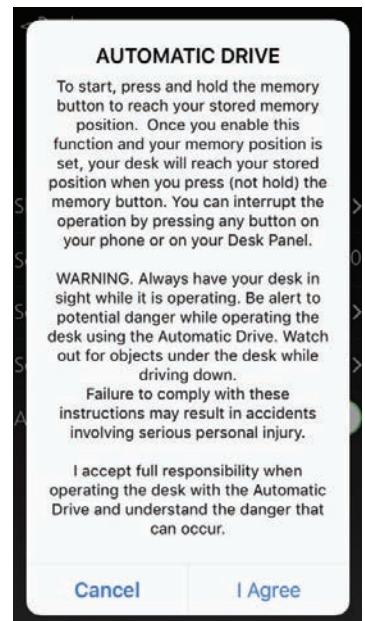 AUTOMATIC DRIVE
To start, press and hold the memory
button to reach your stored memory
position. Once you enable this
function and your memory position is
set, your desk will reach your stored
position when you press (not hold) the
memory button. You can interrupt the
operation by pressing any button on
your phone or on your Desk Panel.
WARNING. Always have your desk in
sight while it is operating. Be alert to
potential danger while operating the
desk using the Automatic Drive. Watch
out for objects under the desk while
driving down.
Failure to comply with these
instructions may result in accidents
involving serious personal injury.
I accept full responsibility when
operating the desk with the Automatic
Drive and understand the danger that
can occur.
Cancel I Agree